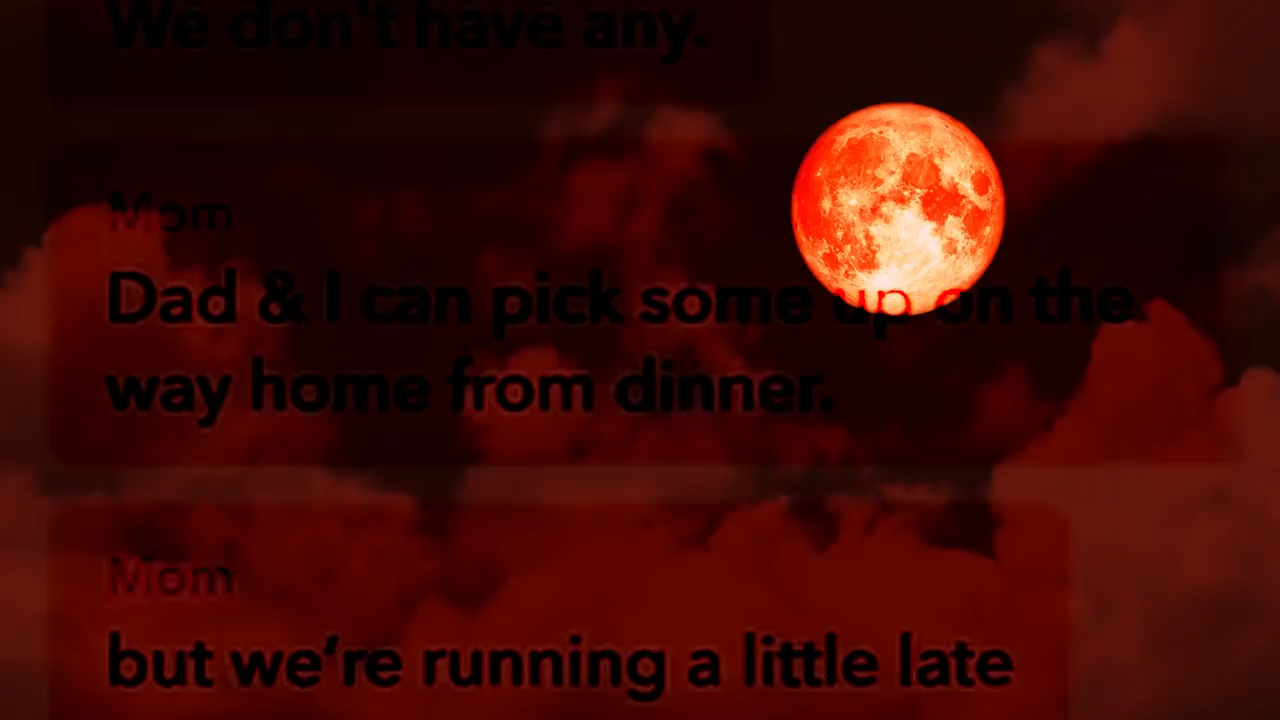 We don't have any.
Mom
Dad & I can pick some up on the
way home from dinner.
Mom
but we're running a little late